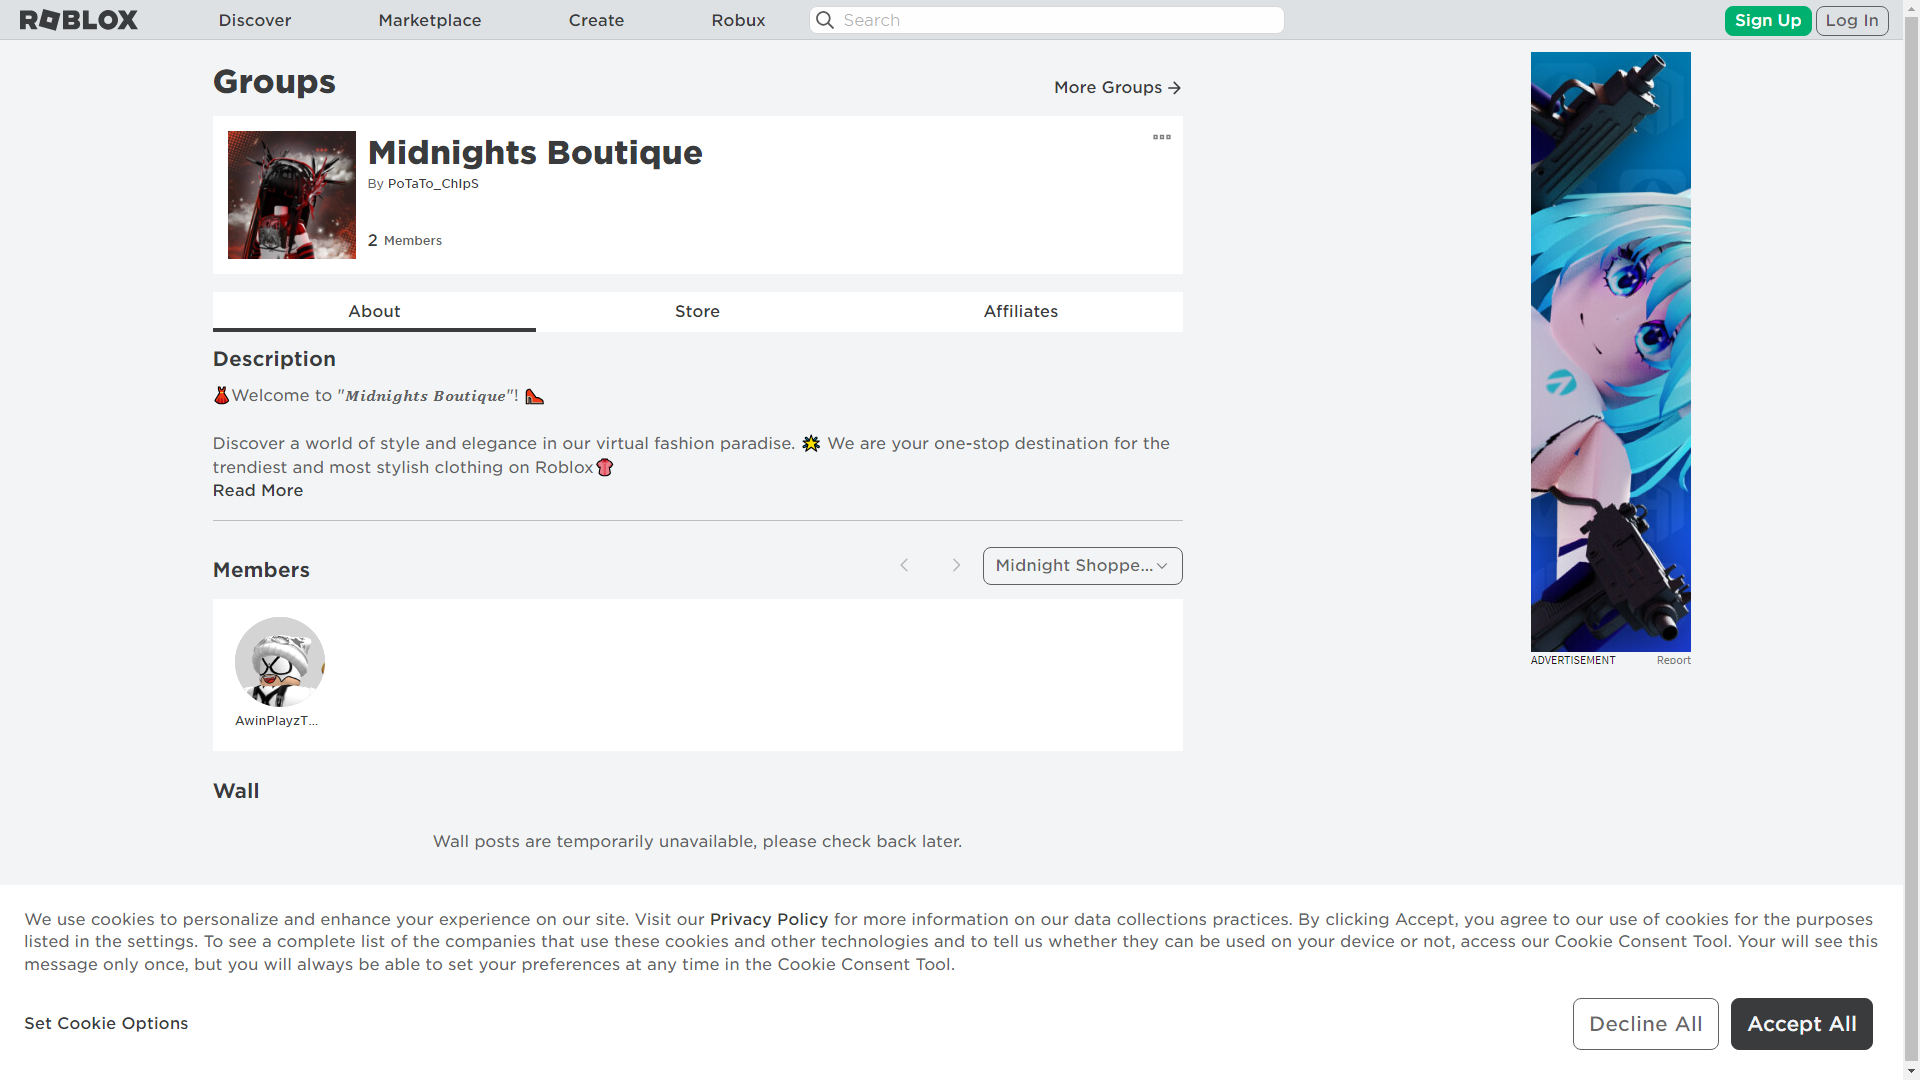 ROBLOX
Discover
Marketplace
Create
Robux
Search
Sign Up
Log In
Groups
More Groups
Midnights Boutique
By PoTaTo_ChIpS
2 Members
About
Store
Affiliates
Description
👗Welcome to "𝑴𝒊𝒅𝒏𝒊𝒈𝒉𝒕𝒔 𝑩𝒐𝒖𝒕𝒊𝒒𝒖𝒆"! 👠
Discover a world of style and elegance in our virtual fashion paradise. 🌟 We are your one-stop destination for the
trendiest and most stylish clothing on Roblox👚
Read More
Members
Midnight Shoppe...
AwinPlayzT...
Wall
Wall posts are temporarily unavailable, please check back later.
ADVERTISEMENT
Report
We use cookies to personalize and enhance your experience on our site. Visit our Privacy Policy for more information on our data collections practices. By clicking Accept, you agree to our use of cookies for the purposes
listed in the settings. To see a complete list of the companies that use these cookies and other technologies and to tell us whether they can be used on your device or not, access our Cookie Consent Tool. Your will see this
message only once, but you will always be able to set your preferences at any time in the Cookie Consent Tool.
Set Cookie Options
Decline All
Accept All